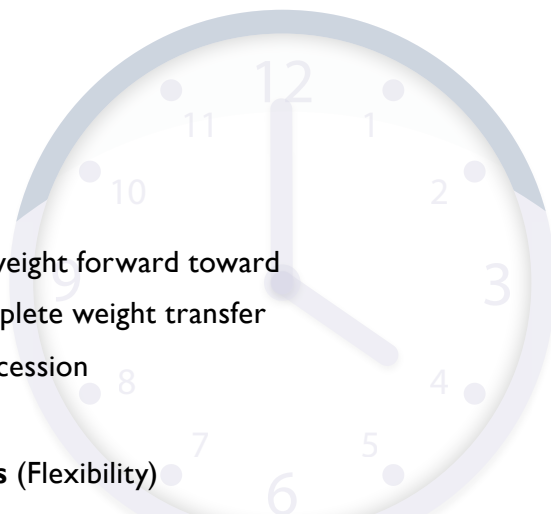 12
11 1
10 2
weight forward toward
9 3
plete weight transfer
cession
8 4
7 5
s (Flexibility)
6